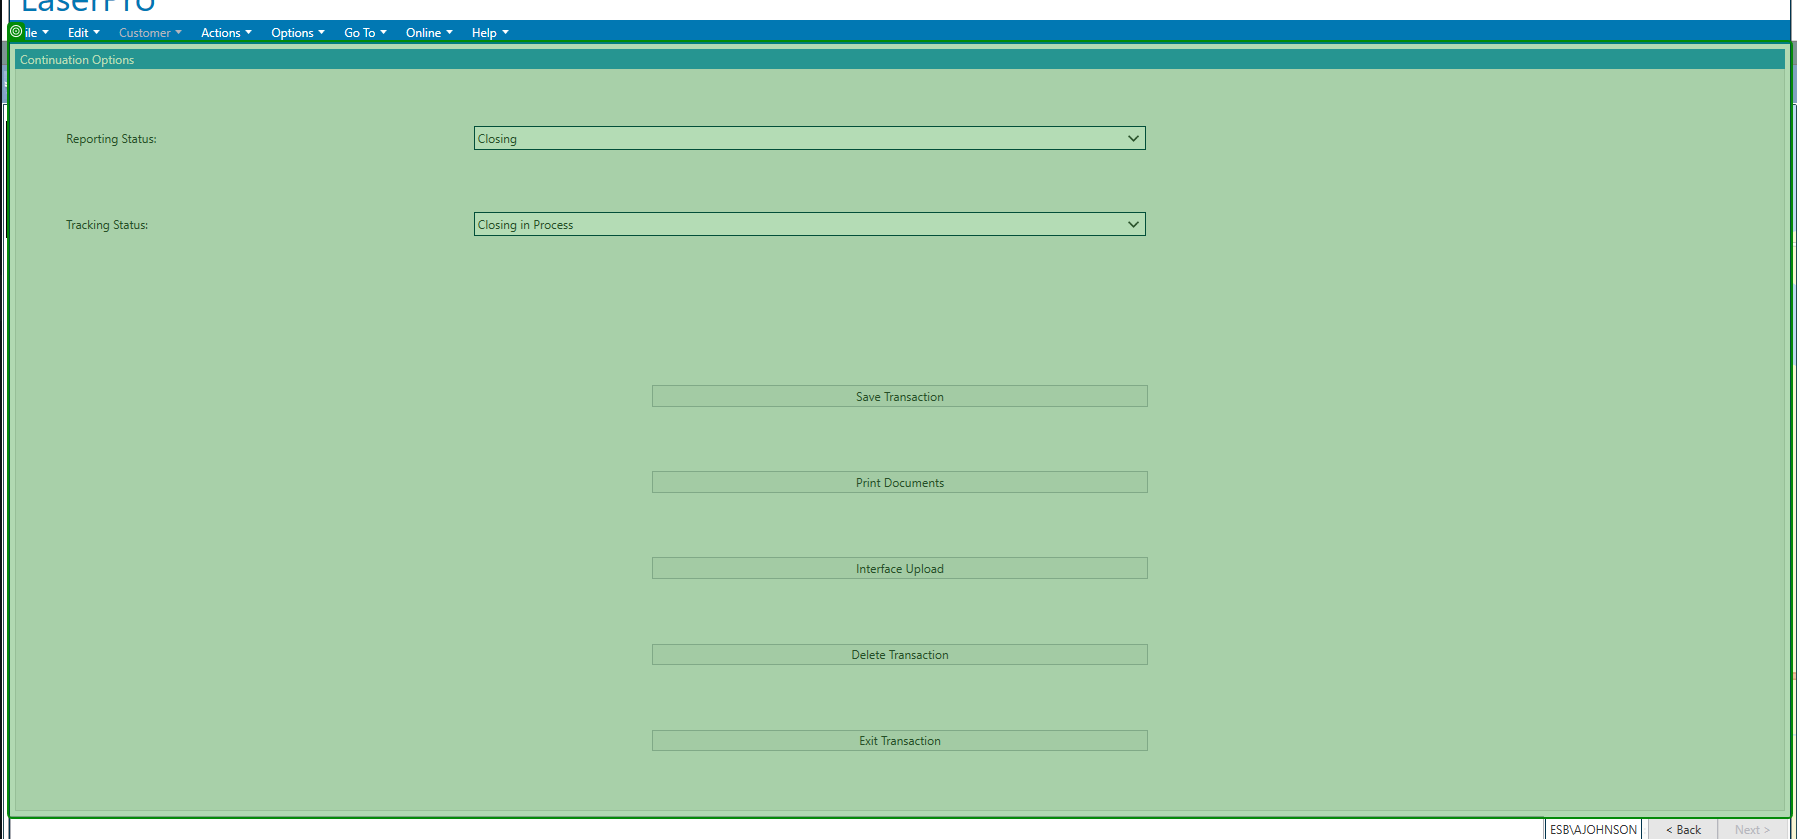 LaserPro
ile Edit Customer Actions Options Go To Online Help
Continuation Options
Reporting Status: Closing
Tracking Status: Closing in Process
Save Transaction
Print Documents
Interface Upload
Delete Transaction
Exit Transaction
ESB\AJOHNSON < Back Next >